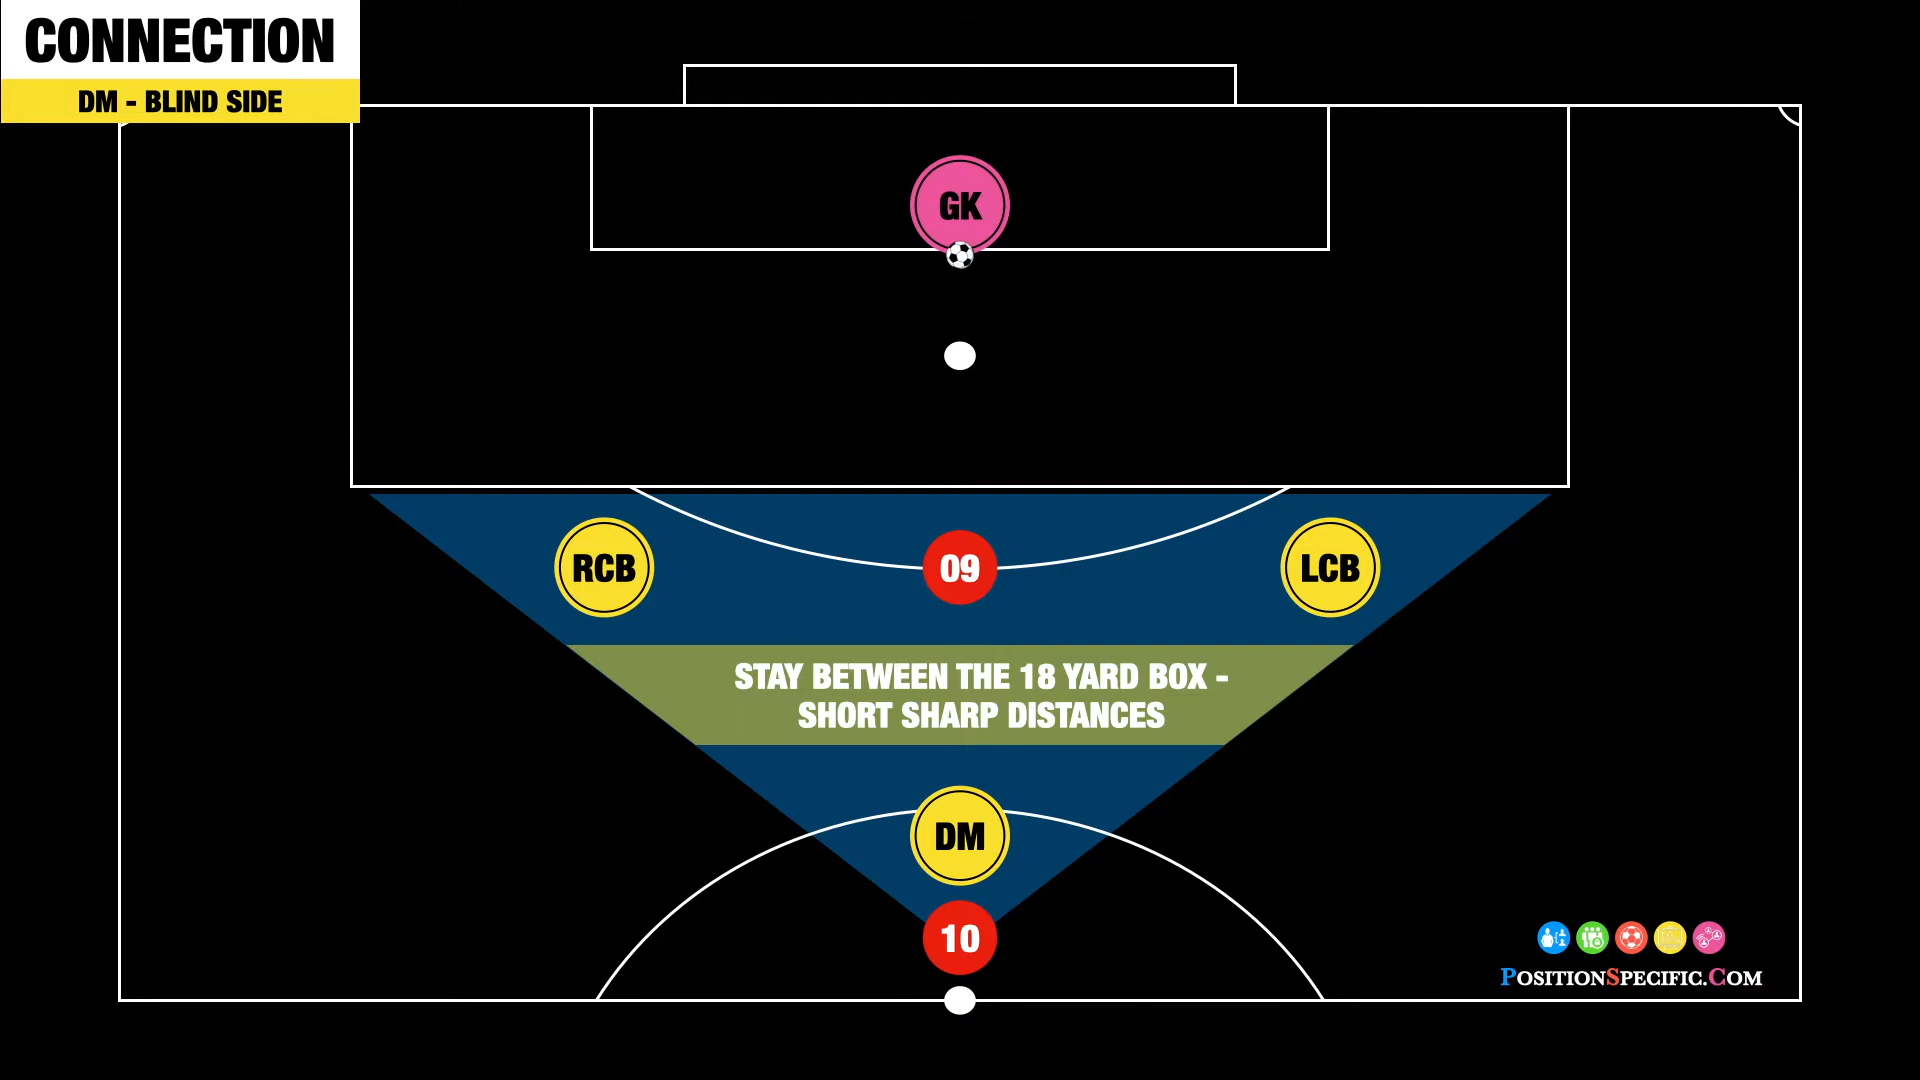 CONNECTION
DM - BLIND SIDE
GK
RCB
09
LCB
STAY BETWEEN THE 18 YARD BOX -
SHORT SHARP DISTANCES
DM
10
POSITIONSPECIFIC.COM